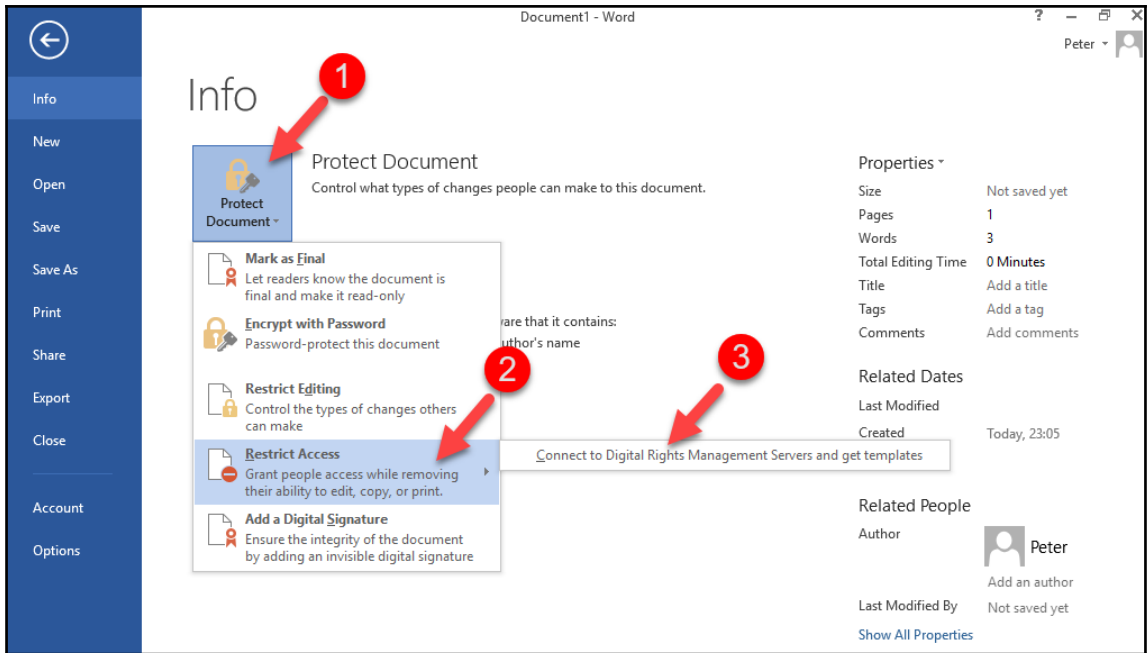 Document1 - Word
?
Peter
Info
New
Open
Save
Save As
Print
Share
Export
Close
Account
Options
Info
1
Protect
Document
Protect Document
Control what types of changes people can make to this document.
Mark as Final
Let readers know the document is
final and make it read-only
Encrypt with Password
Password-protect this document
Restrict Editing
Control the types of changes others
can make
Restrict Access
Grant people access while removing
their ability to edit, copy, or print.
Add a Digital Signature
Ensure the integrity of the document
by adding an invisible digital signature
that it contains:
author's name
2
3
Connect to Digital Rights Management Servers and get templates
Properties
Size Not saved yet
Pages 1
Words 3
Total Editing Time 0 Minutes
Title Add a title
Tags Add a tag
Comments Add comments
Related Dates
Last Modified
Created Today, 23:05
Related People
Author Peter
Add an author
Last Modified By Not saved yet
Show All Properties